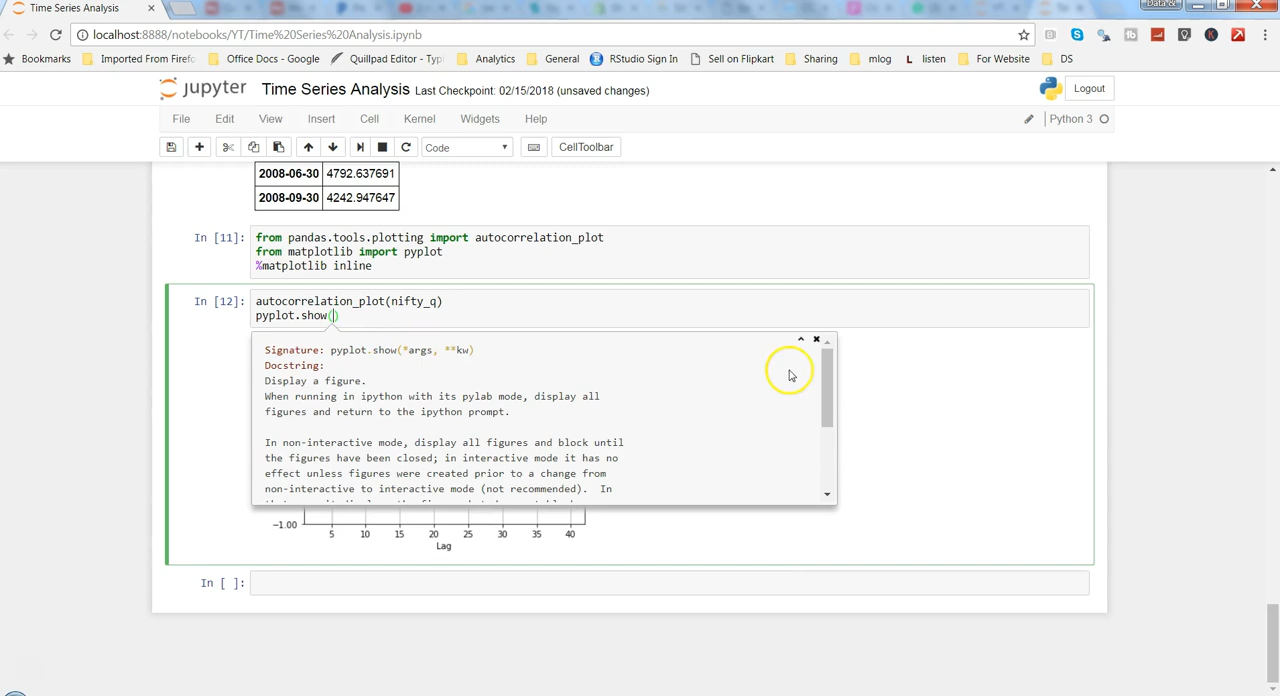 Time Series Analysis
Data &
localhost:8888/notebooks/YT/Time%20Series%20Analysis.ipynb
Bookmarks Imported From Firefo Office Docs - Google Quillpad Editor - Typi Analytics General RStudio Sign In Sell on Flipkart Sharing mlog L listen For Website DS
jupyter Time Series Analysis Last Checkpoint: 02/15/2018 (unsaved changes) Logout
File Edit View Insert Cell Kernel Widgets Help Python 3
Code CellToolbar
2008-06-30 4792.637691
2008-09-30 4242.947647
In [11]: from pandas.tools.plotting import autocorrelation_plot
from matplotlib import pyplot
%matplotlib inline
In [12]: autocorrelation_plot(nifty_q)
pyplot.show()
Signature: pyplot.show(*args, **kw)
Docstring:
Display a figure.
When running in ipython with its pylab mode, display all
figures and return to the ipython prompt.
In non-interactive mode, display all figures and block until
the figures have been closed; in interactive mode it has no
effect unless figures were created prior to a change from
non-interactive to interactive mode (not recommended). In
−1.00
5 10 15 20 25 30 35 40
Lag
In [ ]: